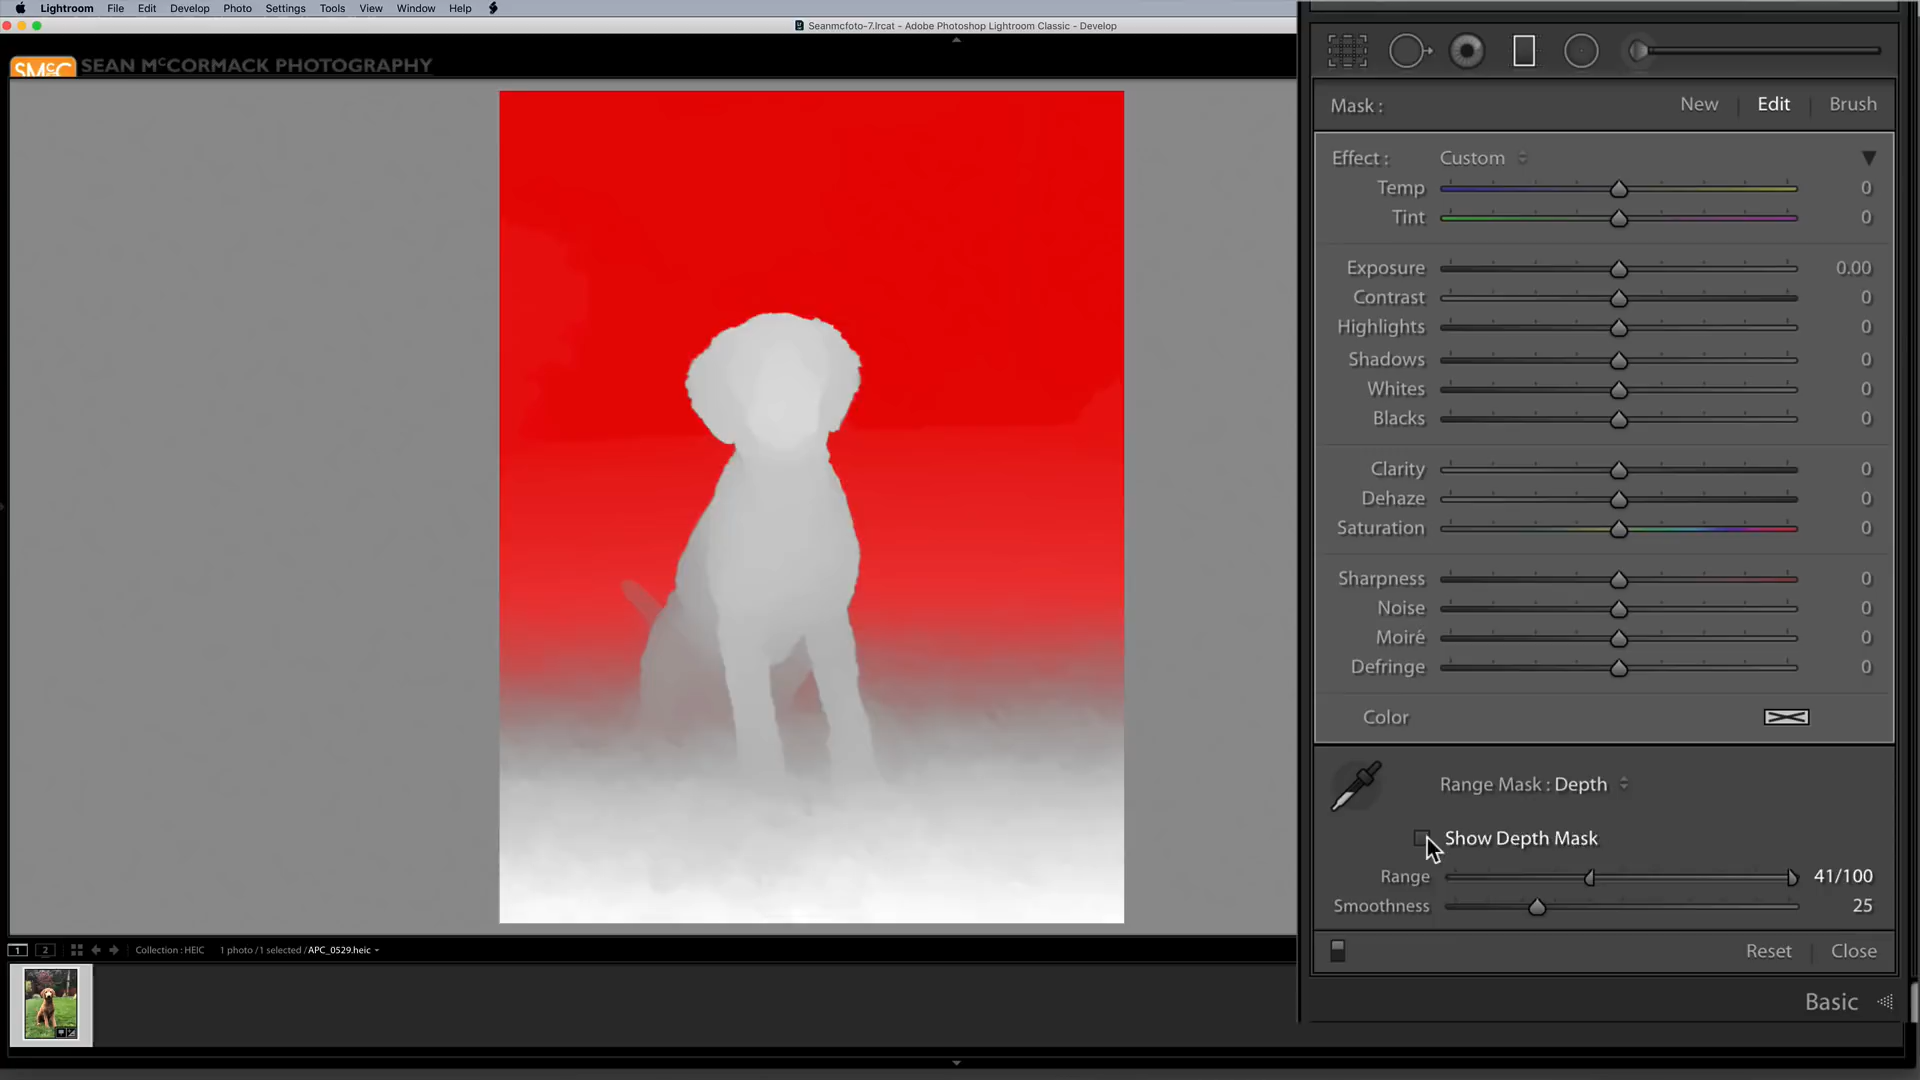 Lightroom File Edit Develop Photo Settings Tools View Window Help
Seanmcfoto-7.lrcat - Adobe Photoshop Lightroom Classic - Develop
SMcC SEAN McCORMACK PHOTOGRAPHY
Mask : New Edit Brush
Effect : Custom
Temp 0
Tint 0
Exposure 0.00
Contrast 0
Highlights 0
Shadows 0
Whites 0
Blacks 0
Clarity 0
Dehaze 0
Saturation 0
Sharpness 0
Noise 0
Moiré 0
Defringe 0
Color
Range Mask : Depth
Show Depth Mask
Range 41/100
Smoothness 25
1 2 Collection : HEIC 1 photo / 1 selected / APC_0529.heic
Reset Close
Basic